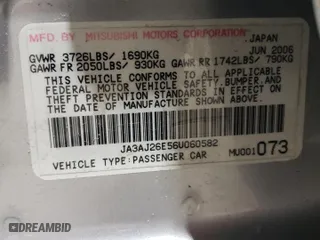 MFD BY MITSUBISHI MOTORS CORPORATION
JAPAN
GVWR 3726LBS/ 1690KG JUN 2006
GAWR FR 2050LBS/ 930KG GAWR RR 1742LBS/ 790KG
THIS VEHICLE CONFORMS TO ALL APPLICABLE
FEDERAL MOTOR VEHICLE SAFETY,BUMPER,AND
THEFT PREVENTION STANDARDS IN EFFECT
ON THE DATE OF MANUFACTURE SHOWN ABOVE.
JA3AJ26E56U060582
VEHICLE TYPE:PASSENGER CAR MU001073
DREAMBID